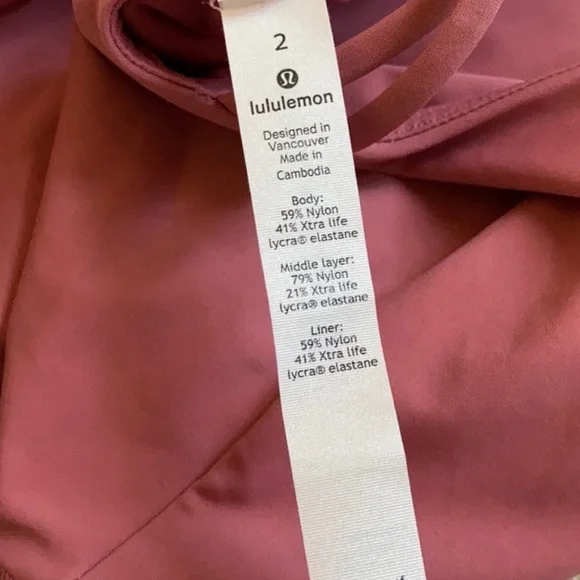 2
lululemon
Designed in
Vancouver
Made in
Cambodia
Body:
59% Nylon
41% Xtra life
lycra® elastane
Middle layer:
79% Nylon
21% Xtra life
lycra® elastane
Liner:
59% Nylon
41% Xtra life
lycra® elastane